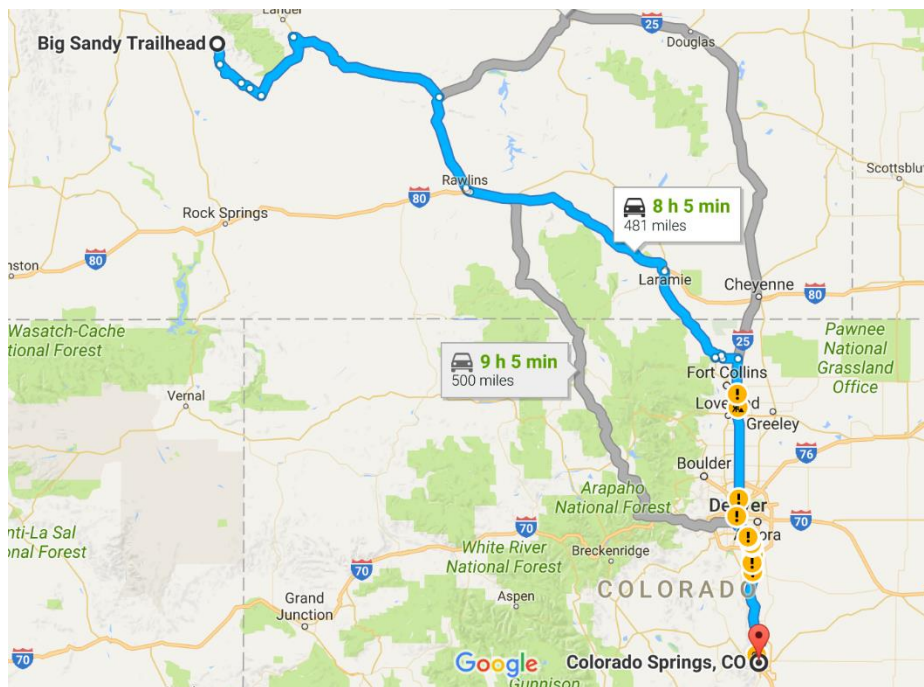 Lander
25
Douglas
Big Sandy Trailhead
Scottsbluf
Rawlins
80
8 h 5 min
481 miles
Rock Springs
80
Laramie
Cheyenne
80
Wasatch-Cache
National Forest
25
Pawnee
National
Grassland
Office
9 h 5 min
500 miles
Fort Collins
Vernal
Greeley
76
Boulder
Arapaho
National Forest
70
70
White River
National Forest
Breckenridge
70
COLORADO
Aspen
Grand
Junction
70
Google
Colorado Springs, CO
Gunnison